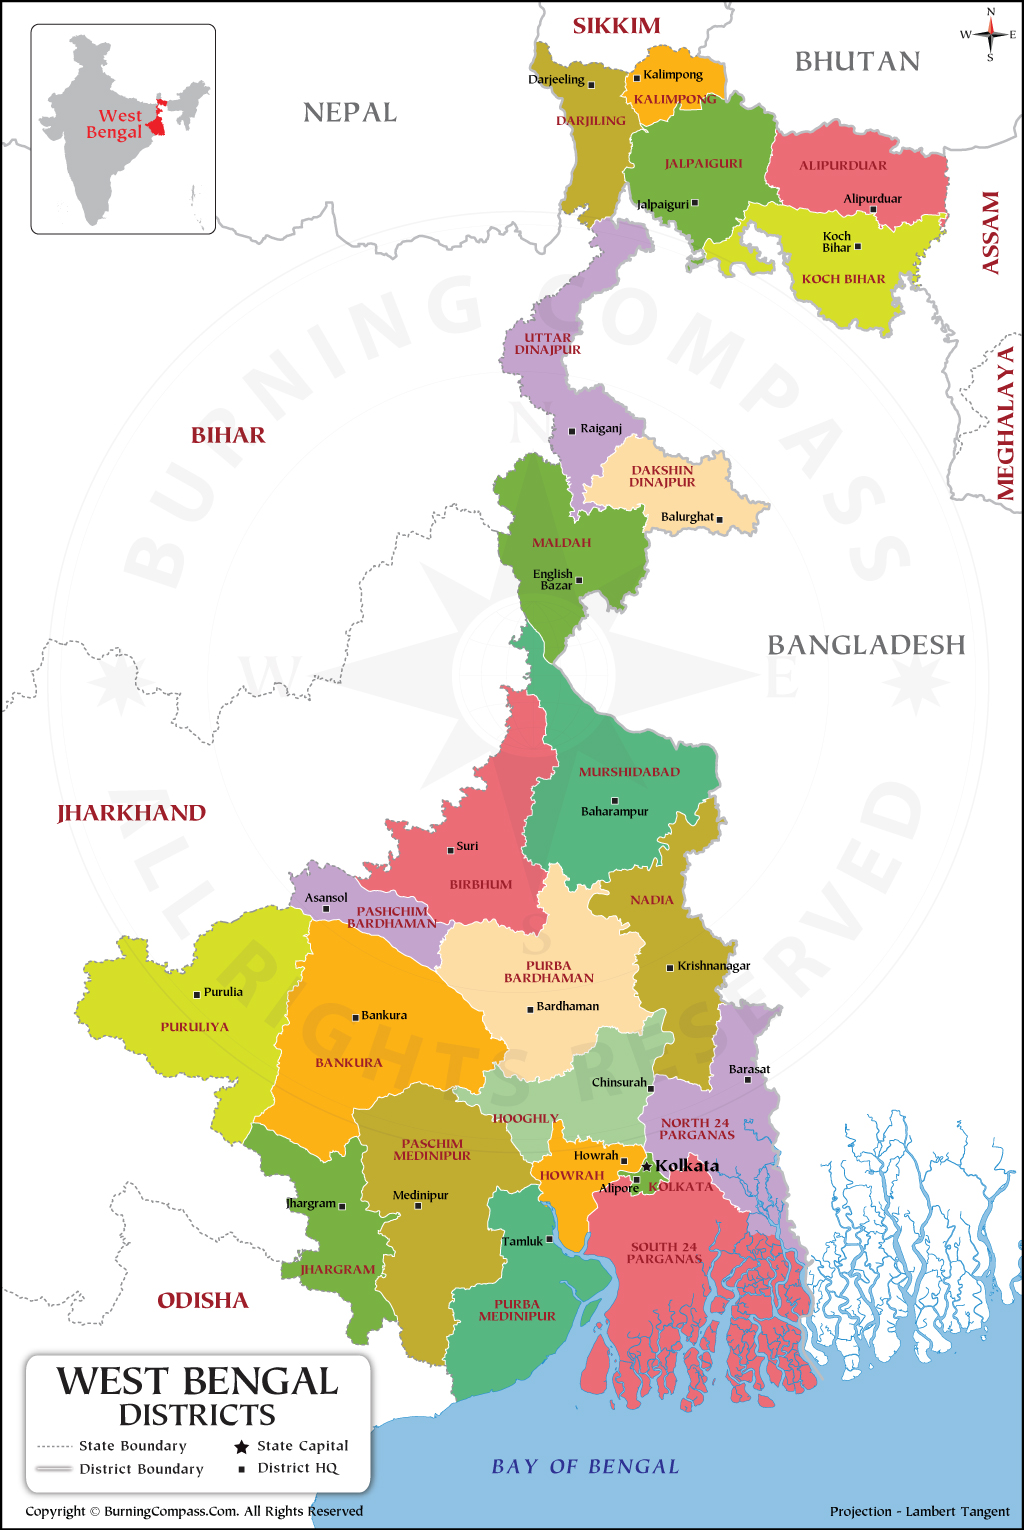 SIKKIM
N
W
E
S
BHUTAN
NEPAL
West
Bengal
Darjeeling
Kalimpong
KALIMPONG
DARJILING
JALPAIGURI
ALIPURDUAR
Jalpaiguri
Alipurduar
Koch
Bihar
KOCH BIHAR
ASSAM
MEGHALAYA
UTTAR
DINAJPUR
BIHAR
Raiganj
DAKSHIN
DINAJPUR
Balurghat
MALDAH
English
Bazar
BANGLADESH
N
W
E
S
BURNING COMPASS
ALL RIGHTS RESERVED
MURSHIDABAD
Baharampur
JHARKHAND
Suri
BIRBHUM
Asansol
PASHCHIM
BARDHAMAN
NADIA
PURBA
BARDHAMAN
Krishnanagar
Purulia
Bardhaman
PURULIYA
Bankura
BANKURA
Chinsurah
Barasat
HOOGHLY
NORTH 24
PARGANAS
PASCHIM
MEDINIPUR
Howrah
Kolkata
HOWRAH
Alipore
KOLKATA
Jhargram
Medinipur
Tamluk
SOUTH 24
PARGANAS
JHARGRAM
ODISHA
PURBA
MEDINIPUR
WEST BENGAL
DISTRICTS
State Boundary
State Capital
District Boundary
District HQ
BAY OF BENGAL
Copyright © BurningCompass.Com. All Rights Reserved
Projection - Lambert Tangent